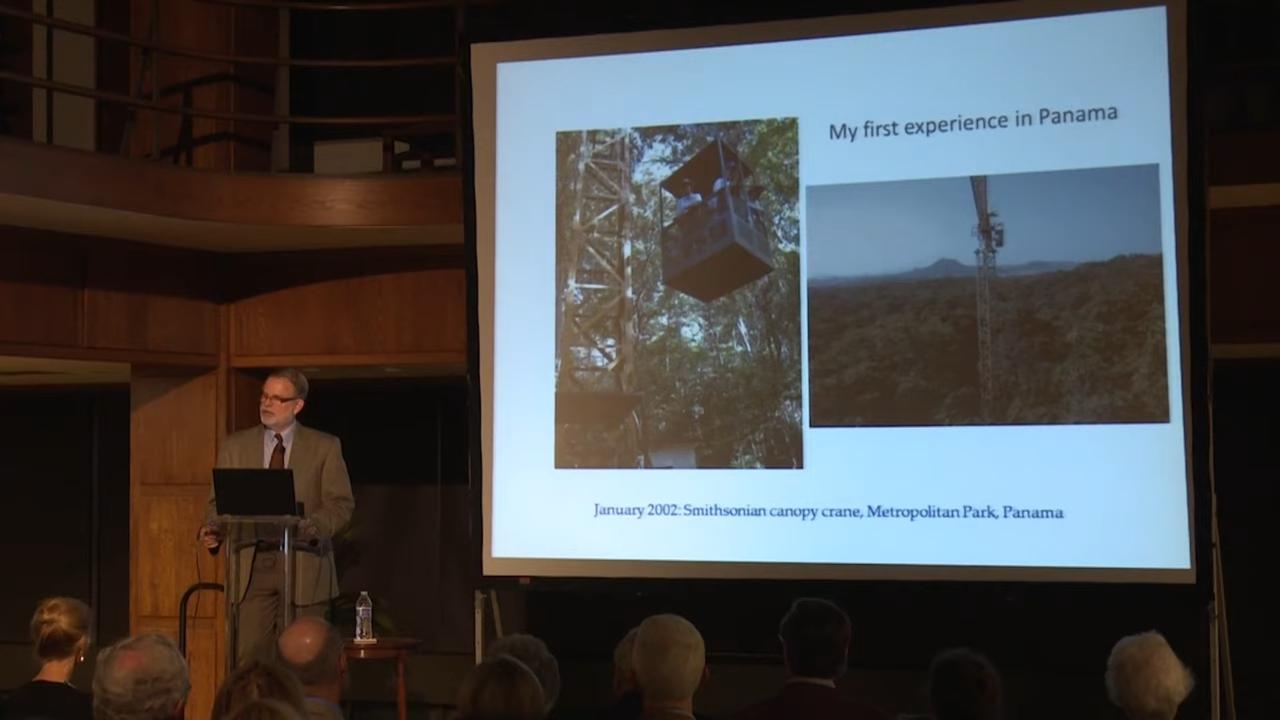 My first experience in Panama
January 2002: Smithsonian canopy crane, Metropolitan Park, Panama